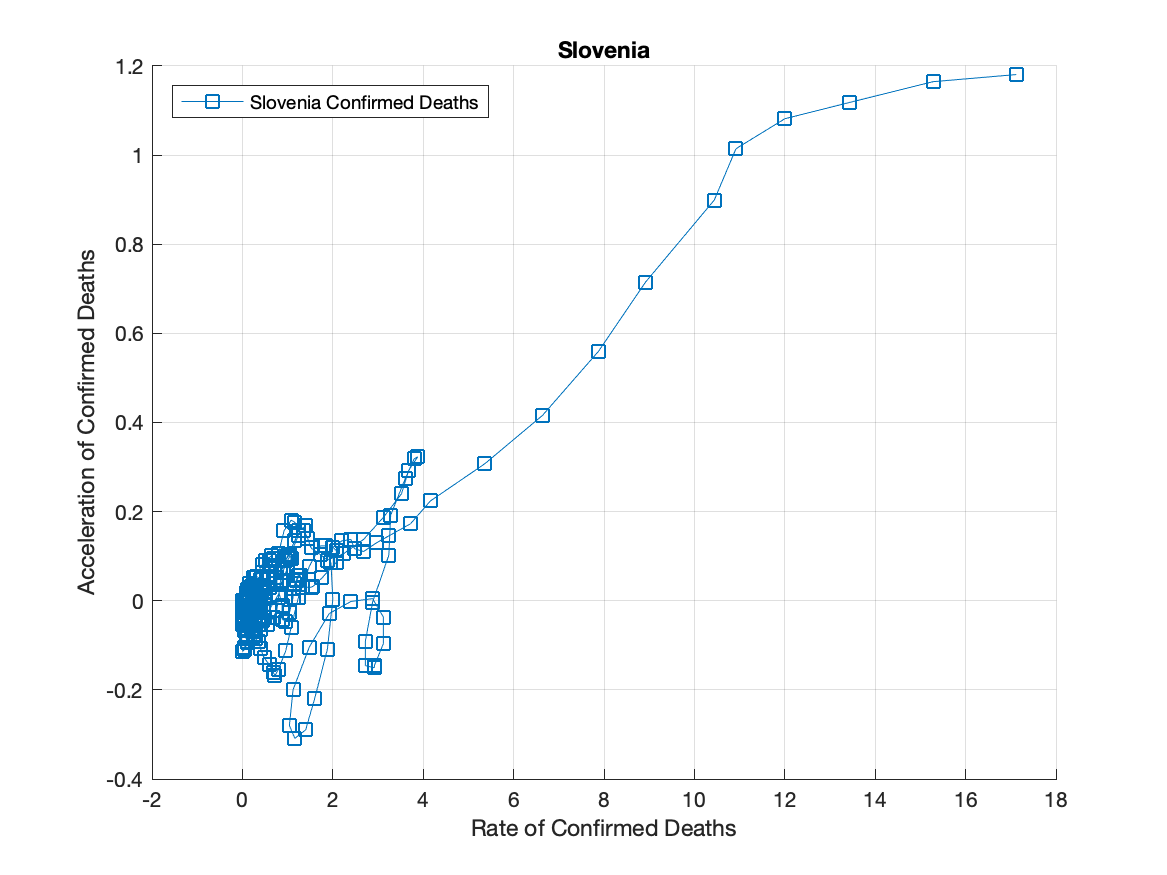 Slovenia
Slovenia Confirmed Deaths
1.2
1
0.8
0.6
0.4
0.2
0
-0.2
-0.4
Acceleration of Confirmed Deaths
-2 0 2 4 6 8 10 12 14 16 18
Rate of Confirmed Deaths